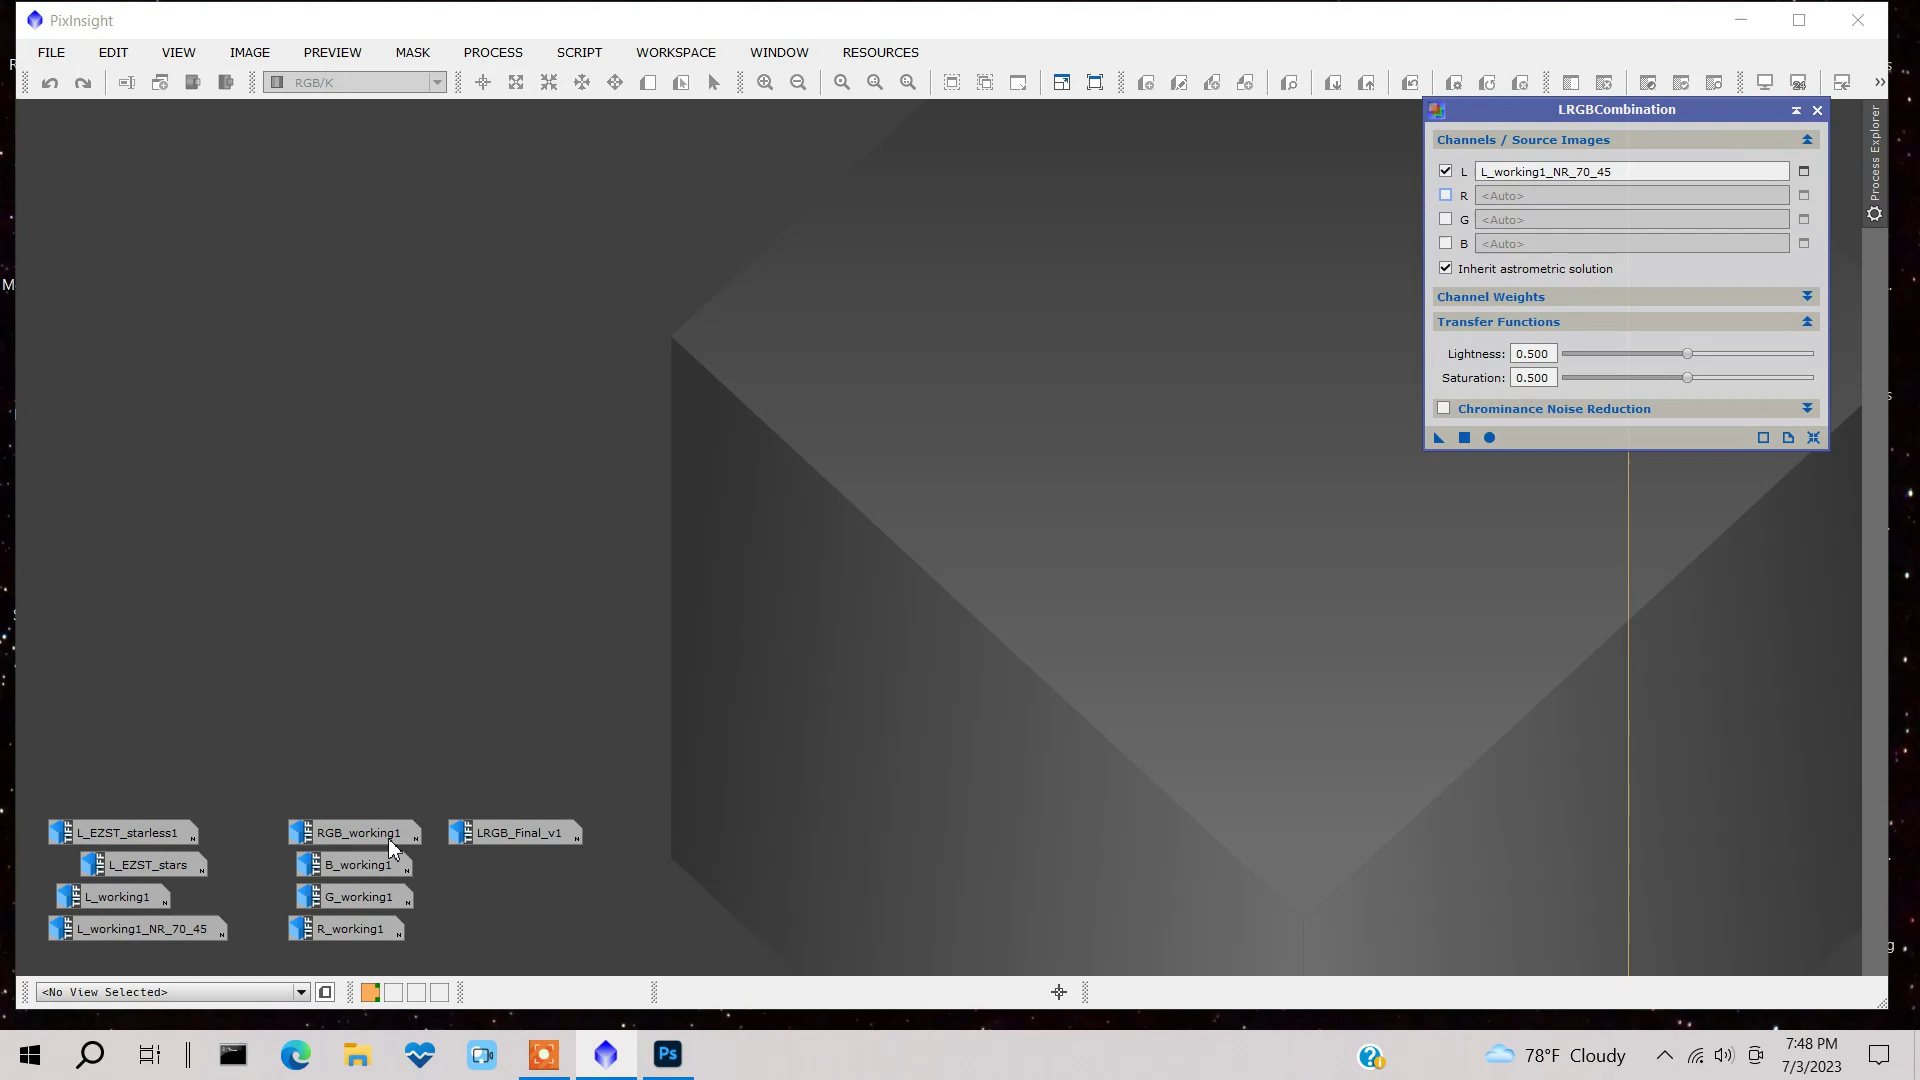 PixInsight
FILE EDIT VIEW IMAGE PREVIEW MASK PROCESS SCRIPT WORKSPACE WINDOW RESOURCES
RGB/K
»
LRGBCombination
Process Explorer
Channels / Source Images
L L_working1_NR_70_45
R <Auto>
G <Auto>
B <Auto>
Inherit astrometric solution
Channel Weights
Transfer Functions
Lightness: 0.500
Saturation: 0.500
Chrominance Noise Reduction
L_EZST_starless1 RGB_working1 LRGB_Final_v1
L_EZST_stars B_working1
L_working1 G_working1
L_working1_NR_70_45 R_working1
<No View Selected>
Ps
78°F Cloudy
7:48 PM
7/3/2023